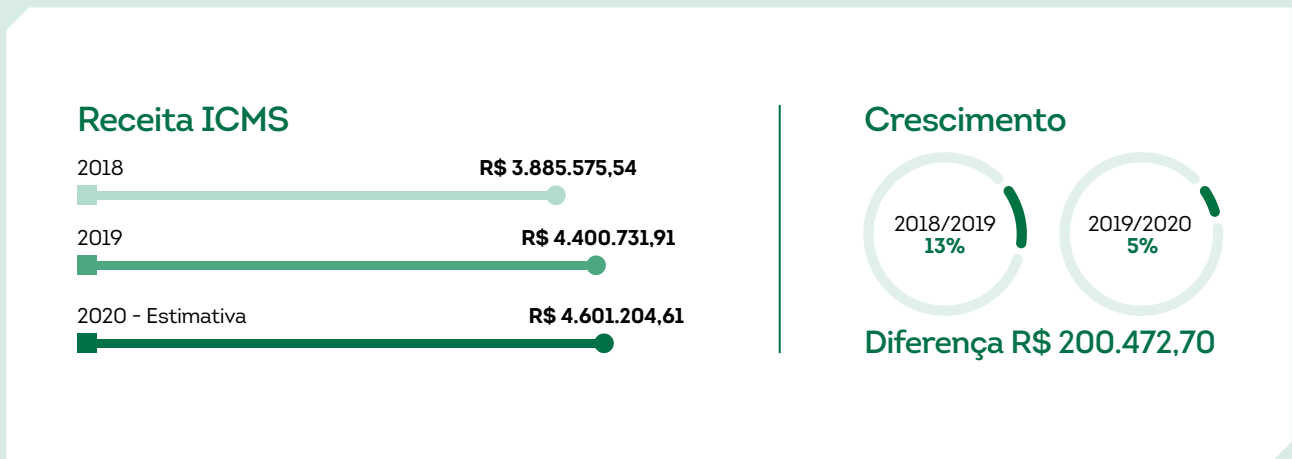 Receita ICMS
2018
R$ 3.885.575,54
2019
R$ 4.400.731,91
2020 - Estimativa
R$ 4.601.204,61
Crescimento
2018/2019
13%
2019/2020
5%
Diferença R$ 200.472,70